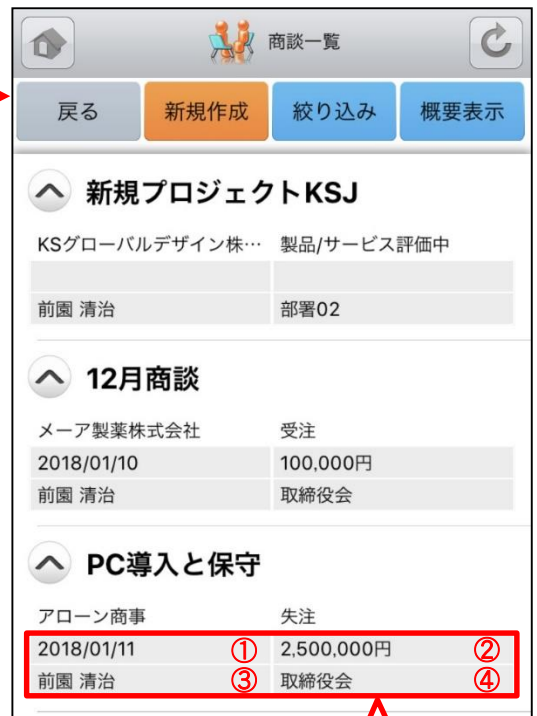 商談一覧
戻る 新規作成 絞り込み 概要表示
新規プロジェクトKSJ
KSグローバルデザイン株… 製品/サービス評価中
前園 清治 部署02
12月商談
メーア製薬株式会社 受注
2018/01/10 100,000円
前園 清治 取締役会
PC導入と保守
アローン商事 失注
2018/01/11 ① 2,500,000円 ②
前園 清治 ③ 取締役会 ④